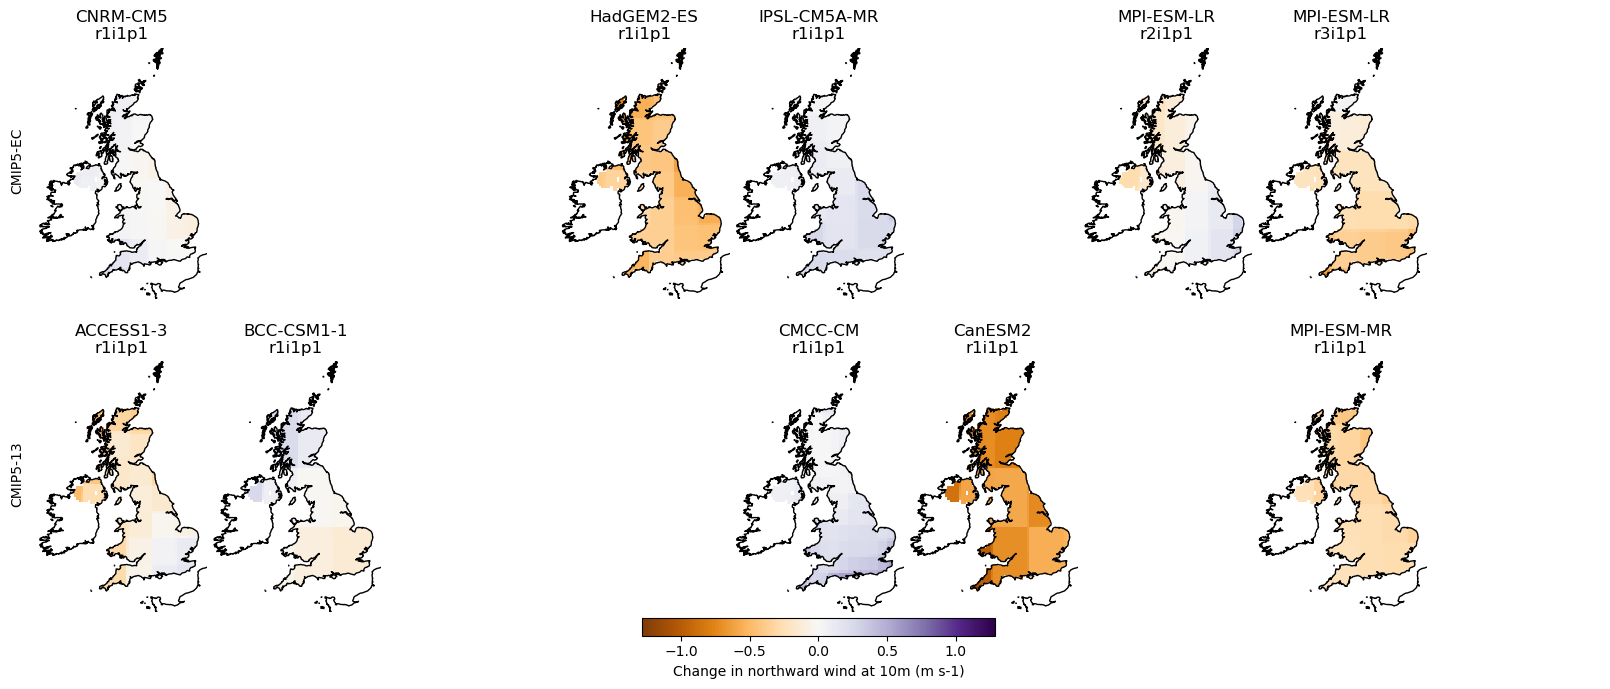 CNRM-CM5
r1i1p1
HadGEM2-ES
r1i1p1
IPSL-CM5A-MR
r1i1p1
MPI-ESM-LR
r2i1p1
MPI-ESM-LR
r3i1p1
CMIP5-EC
ACCESS1-3
r1i1p1
BCC-CSM1-1
r1i1p1
CMCC-CM
r1i1p1
CanESM2
r1i1p1
MPI-ESM-MR
r1i1p1
CMIP5-13
−1.0 −0.5 0.0 0.5 1.0
Change in northward wind at 10m (m s-1)